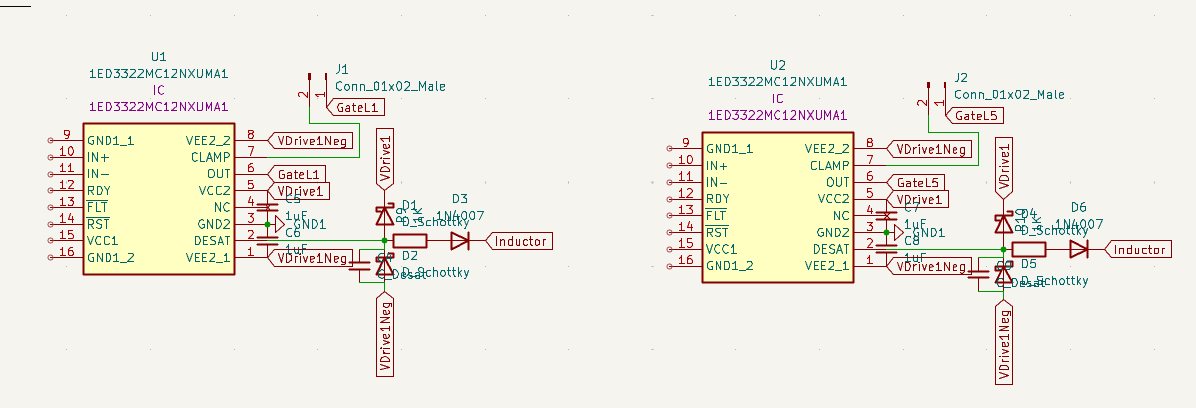 U1
1ED3322MC12NXUMA1
IC
1ED3322MC12NXUMA1
J1
Conn_01x02_Male
2
1
GateL1
9
GND1_1
VEE2_2
8
VDrive1Neg
10
IN+
CLAMP
7
11
IN-
OUT
6
GateL1
12
RDY
VCC2
5
VDrive1
13
FLT
NC
4
C5
1uF
14
RST
GND2
3
GND1
15
VCC1
DESAT
2
C6
1uF
16
GND1_2
VEE2_1
1
VDrive1Neg
VDrive1
D1
D_Schottky
D3
1N4007
Inductor
D2
D_Schottky
C_Desat
VDrive1Neg
U2
1ED3322MC12NXUMA1
IC
1ED3322MC12NXUMA1
J2
Conn_01x02_Male
2
1
GateL5
9
GND1_1
VEE2_2
8
VDrive1Neg
10
IN+
CLAMP
7
11
IN-
OUT
6
GateL5
12
RDY
VCC2
5
VDrive1
13
FLT
NC
4
C7
1uF
14
RST
GND2
3
GND1
15
VCC1
DESAT
2
C8
1uF
16
GND1_2
VEE2_1
1
VDrive1Neg
VDrive1
D4
D_Schottky
D6
1N4007
Inductor
D5
D_Schottky
C_Desat
VDrive1Neg